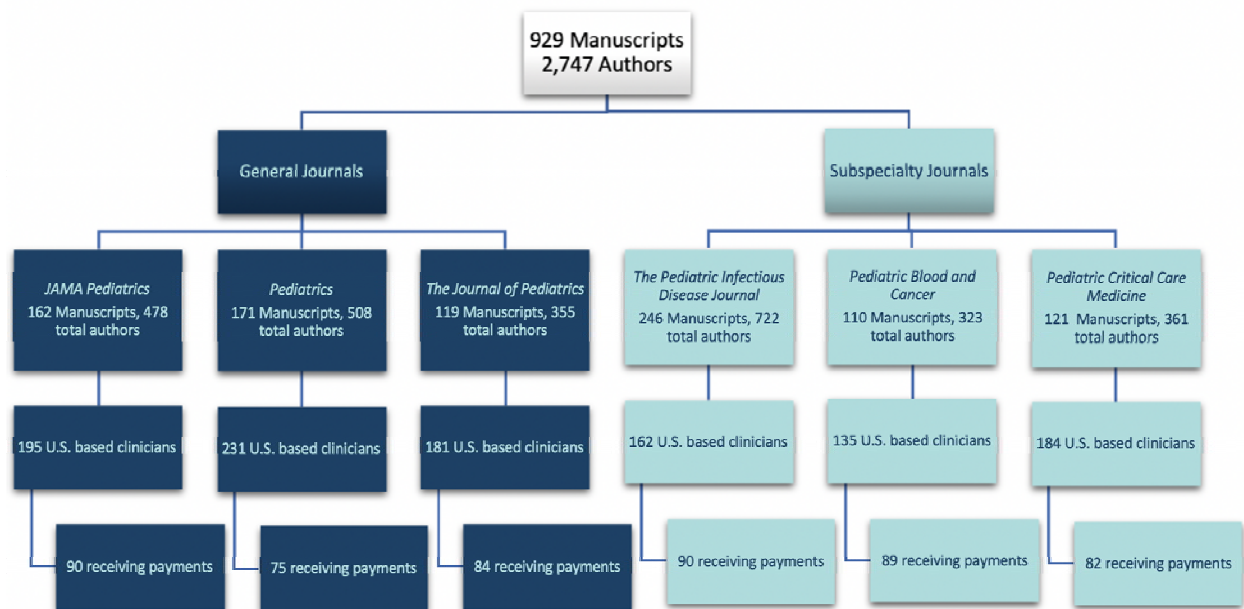 929 Manuscripts
2,747 Authors
General Journals
Subspecialty Journals
JAMA Pediatrics
162 Manuscripts, 478
total authors
Pediatrics
171 Manuscripts, 508
total authors
The Journal of Pediatrics
119 Manuscripts, 355
total authors
The Pediatric Infectious
Disease Journal
246 Manuscripts, 722
total authors
Pediatric Blood and
Cancer
110 Manuscripts, 323
total authors
Pediatric Critical Care
Medicine
121 Manuscripts, 361
total authors
195 U.S. based clinicians
231 U.S. based clinicians
181 U.S. based clinicians
162 U.S. based clinicians
135 U.S. based clinicians
184 U.S. based clinicians
90 receiving payments
75 receiving payments
84 receiving payments
90 receiving payments
89 receiving payments
82 receiving payments